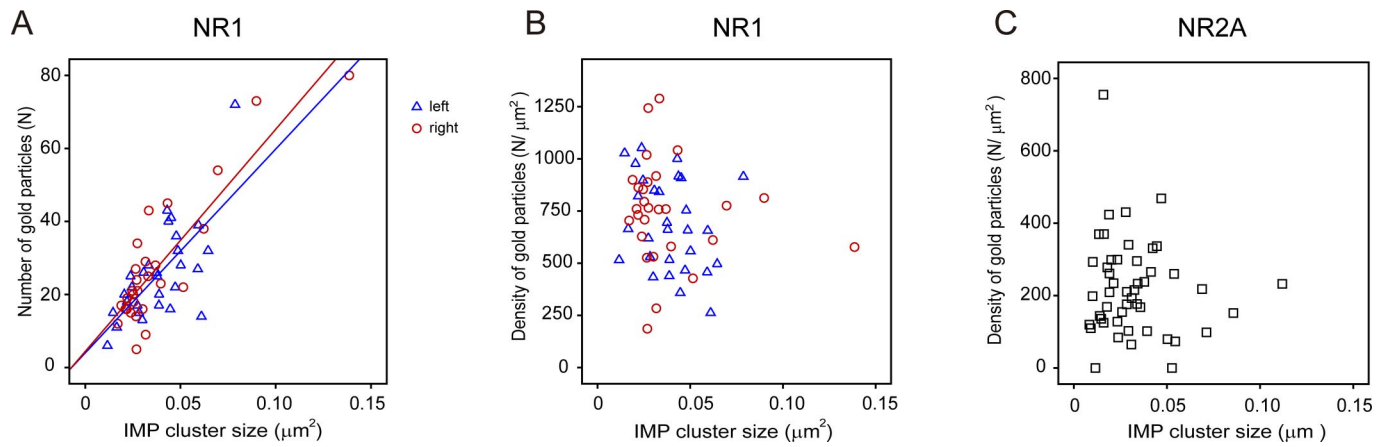 A
NR1
Number of gold particles (N)
80
60
40
20
0
0
0.05
0.10
0.15
IMP cluster size (μm²)
left
right
B
NR1
Density of gold particles (N/ μm²)
1250
1000
750
500
250
0
0
0.05
0.10
0.15
IMP cluster size (μm²)
C
NR2A
Density of gold particles (N/ μm²)
800
600
400
200
0
0
0.05
0.10
0.15
IMP cluster size (μm )